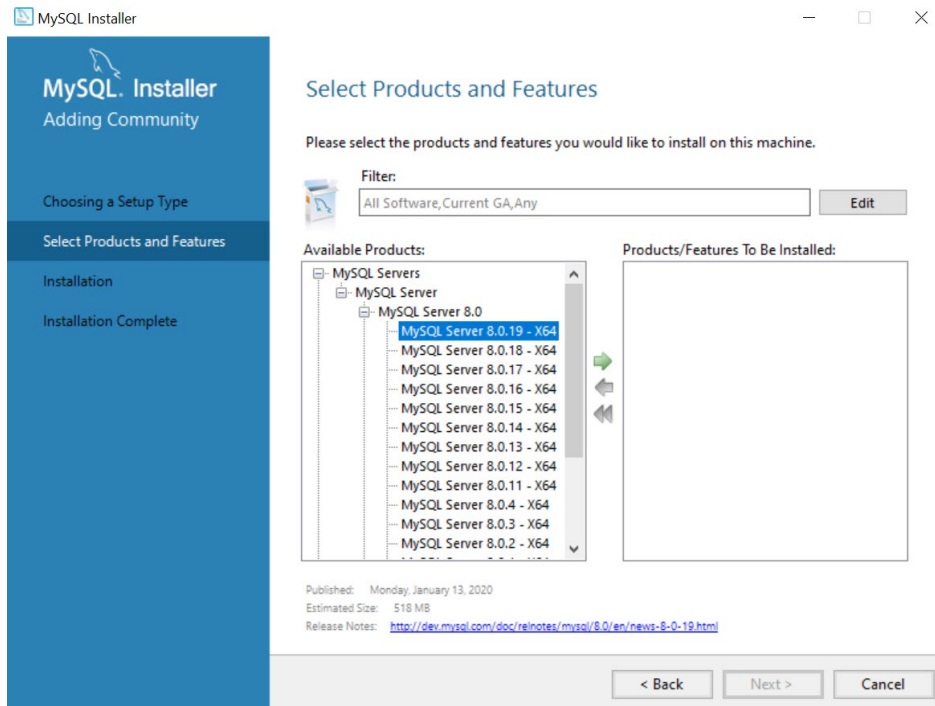 MySQL Installer
MySQL. Installer
Adding Community
Choosing a Setup Type
Select Products and Features
Installation
Installation Complete
Select Products and Features
Please select the products and features you would like to install on this machine.
Filter:
All Software,Current GA,Any
Edit
Available Products:
MySQL Servers
MySQL Server
MySQL Server 8.0
MySQL Server 8.0.19 - X64
MySQL Server 8.0.18 - X64
MySQL Server 8.0.17 - X64
MySQL Server 8.0.16 - X64
MySQL Server 8.0.15 - X64
MySQL Server 8.0.14 - X64
MySQL Server 8.0.13 - X64
MySQL Server 8.0.12 - X64
MySQL Server 8.0.11 - X64
MySQL Server 8.0.4 - X64
MySQL Server 8.0.3 - X64
MySQL Server 8.0.2 - X64
Products/Features To Be Installed:
Published: Monday, January 13, 2020
Estimated Size: 518 MB
Release Notes: http://dev.mysql.com/doc/relnotes/mysql/8.0/en/news-8-0-19.html
< Back
Next >
Cancel